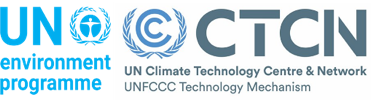 UN
environment
programme
CTCN
UN Climate Technology Centre & Network
UNFCCC Technology Mechanism